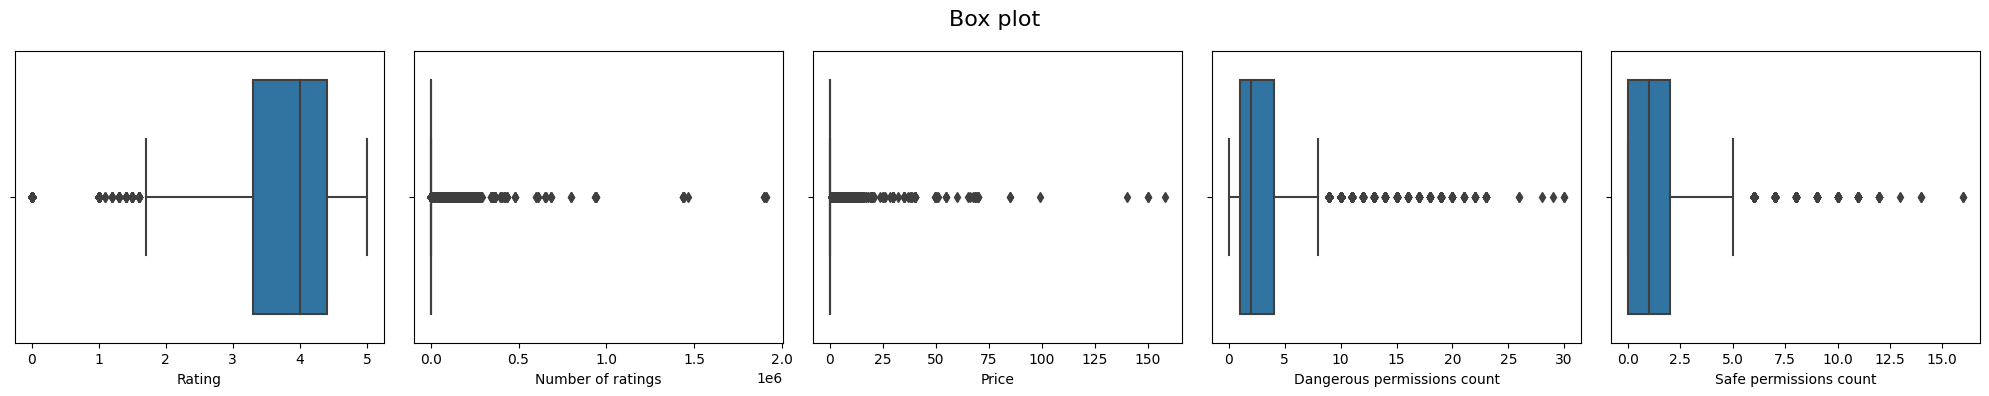 Box plot
0 1 2 3 4 5
Rating
0.0 0.5 1.0 1.5 2.0
1e6
Number of ratings
0 25 50 75 100 125 150
Price
0 5 10 15 20 25 30
Dangerous permissions count
0.0 2.5 5.0 7.5 10.0 12.5 15.0
Safe permissions count